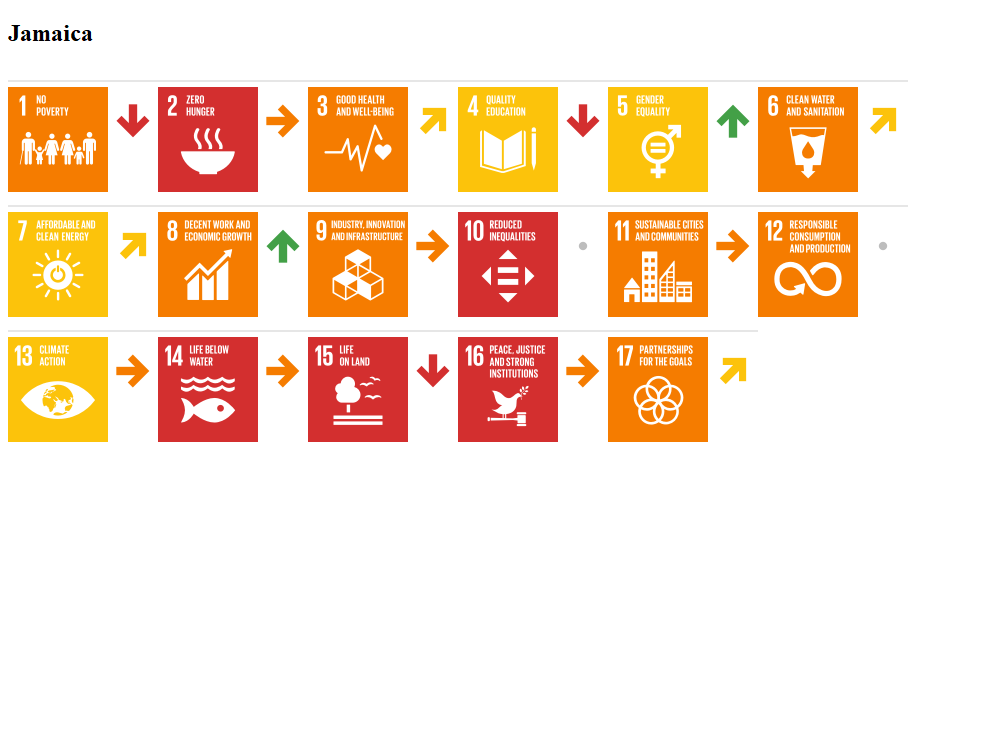 Jamaica
1 NO
POVERTY
2 ZERO
HUNGER
3 GOOD HEALTH
AND WELL-BEING
4 QUALITY
EDUCATION
5 GENDER
EQUALITY
6 CLEAN WATER
AND SANITATION
7 AFFORDABLE AND
CLEAN ENERGY
8 DECENT WORK AND
ECONOMIC GROWTH
9 INDUSTRY, INNOVATION
AND INFRASTRUCTURE
10 REDUCED
INEQUALITIES
11 SUSTAINABLE CITIES
AND COMMUNITIES
12 RESPONSIBLE
CONSUMPTION
AND PRODUCTION
13 CLIMATE
ACTION
14 LIFE BELOW
WATER
15 LIFE
ON LAND
16 PEACE, JUSTICE
AND STRONG
INSTITUTIONS
17 PARTNERSHIPS
FOR THE GOALS